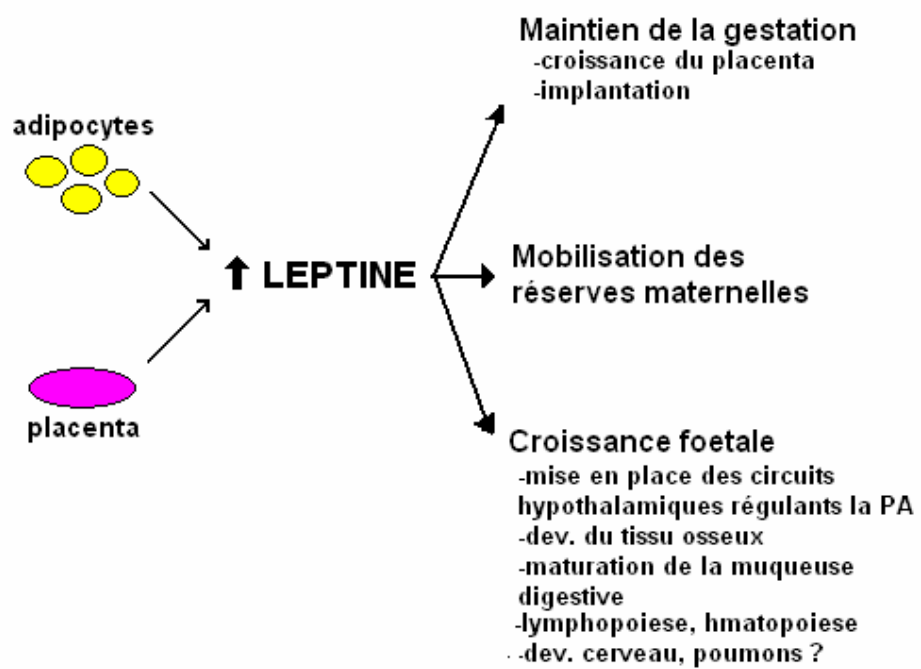 Maintien de la gestation
-croissance du placenta
-implantation
adipocytes
LEPTINE
Mobilisation des
réserves maternelles
placenta
Croissance foetale
-mise en place des circuits
hypothalamiques régulants la PA
-dev. du tissu osseux
-maturation de la muqueuse
digestive
-lymphopoiese, hmatopoiese
-dev. cerveau, poumons ?